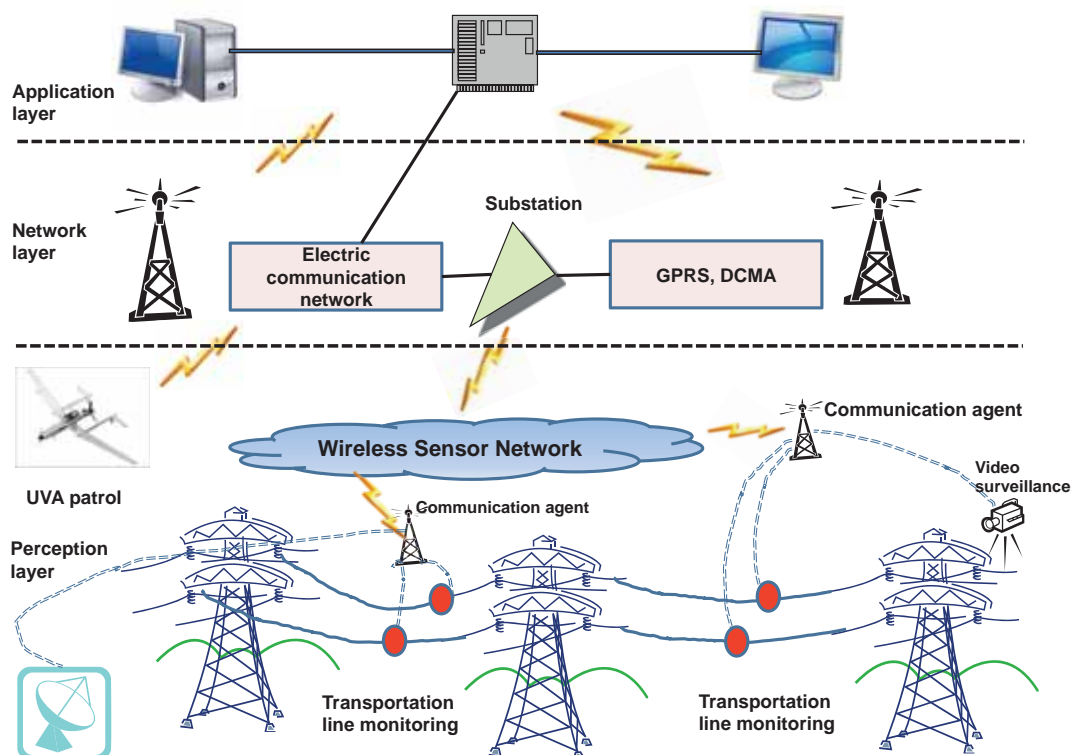 Application
layer
Substation
Network
layer
Electric
communication
network
GPRS, DCMA
Communication agent
Wireless Sensor Network
Video
surveillance
UVA patrol
Communication agent
Perception
layer
Transportation
line monitoring
Transportation
line monitoring